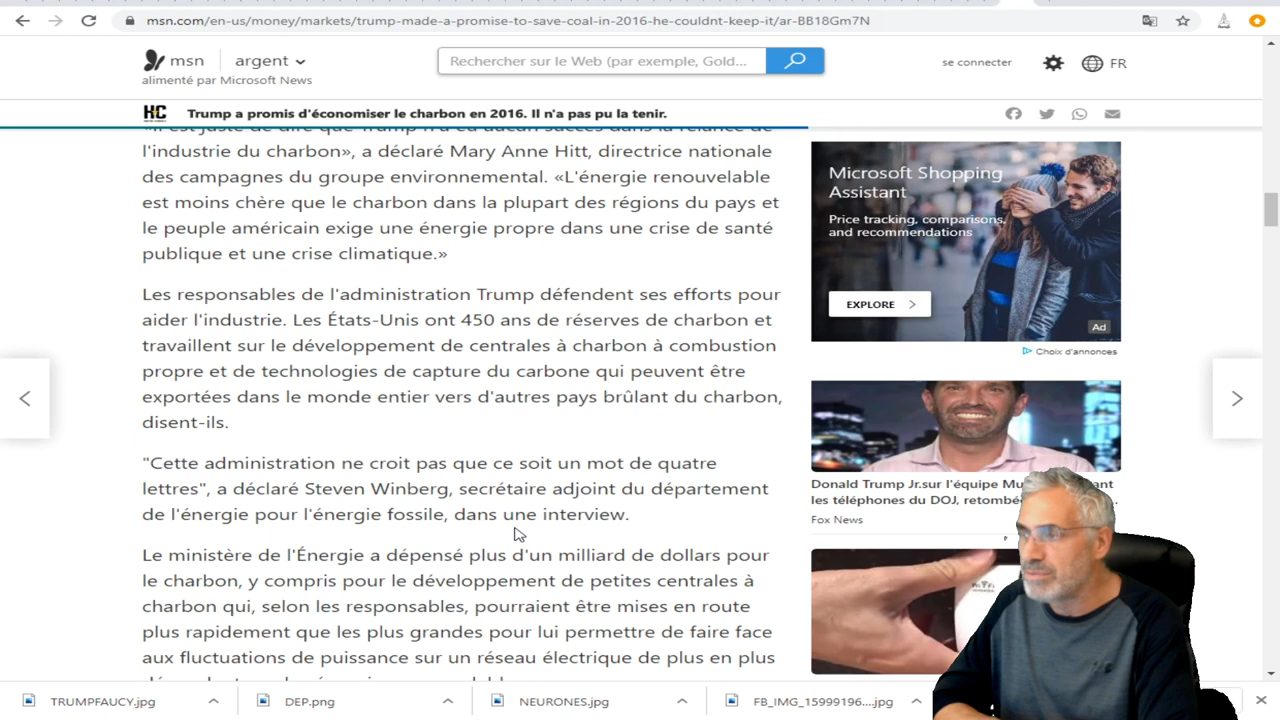 msn.com/en-us/money/markets/trump-made-a-promise-to-save-coal-in-2016-he-couldnt-keep-it/ar-BB18Gm7N
msn argent
Rechercher sur le Web (par exemple, Gold...
se connecter
FR
alimenté par Microsoft News
HC Trump a promis d'économiser le charbon en 2016. Il n'a pas pu la tenir.
«Il est juste de dire que Trump n'a eu aucun succès dans la relance de
l'industrie du charbon», a déclaré Mary Anne Hitt, directrice nationale
des campagnes du groupe environnemental. «L'énergie renouvelable
est moins chère que le charbon dans la plupart des régions du pays et
le peuple américain exige une énergie propre dans une crise de santé
publique et une crise climatique.»
Les responsables de l'administration Trump défendent ses efforts pour
aider l'industrie. Les États-Unis ont 450 ans de réserves de charbon et
travaillent sur le développement de centrales à charbon à combustion
propre et de technologies de capture du carbone qui peuvent être
exportées dans le monde entier vers d'autres pays brûlant du charbon,
disent-ils.
"Cette administration ne croit pas que ce soit un mot de quatre
lettres", a déclaré Steven Winberg, secrétaire adjoint du département
de l'énergie pour l'énergie fossile, dans une interview.
Le ministère de l'Énergie a dépensé plus d'un milliard de dollars pour
le charbon, y compris pour le développement de petites centrales à
charbon qui, selon les responsables, pourraient être mises en route
plus rapidement que les plus grandes pour lui permettre de faire face
aux fluctuations de puissance sur un réseau électrique de plus en plus
Microsoft Shopping
Assistant
Price tracking, comparisons,
and recommendations
EXPLORE
Ad
Choix d'annonces
Donald Trump Jr.sur l'équipe
les téléphones du DOJ,
Fox News
WiFi
TRUMPFAUCY.jpg
DEP.png
NEURONES.jpg
FB_IMG_15999196....jpg